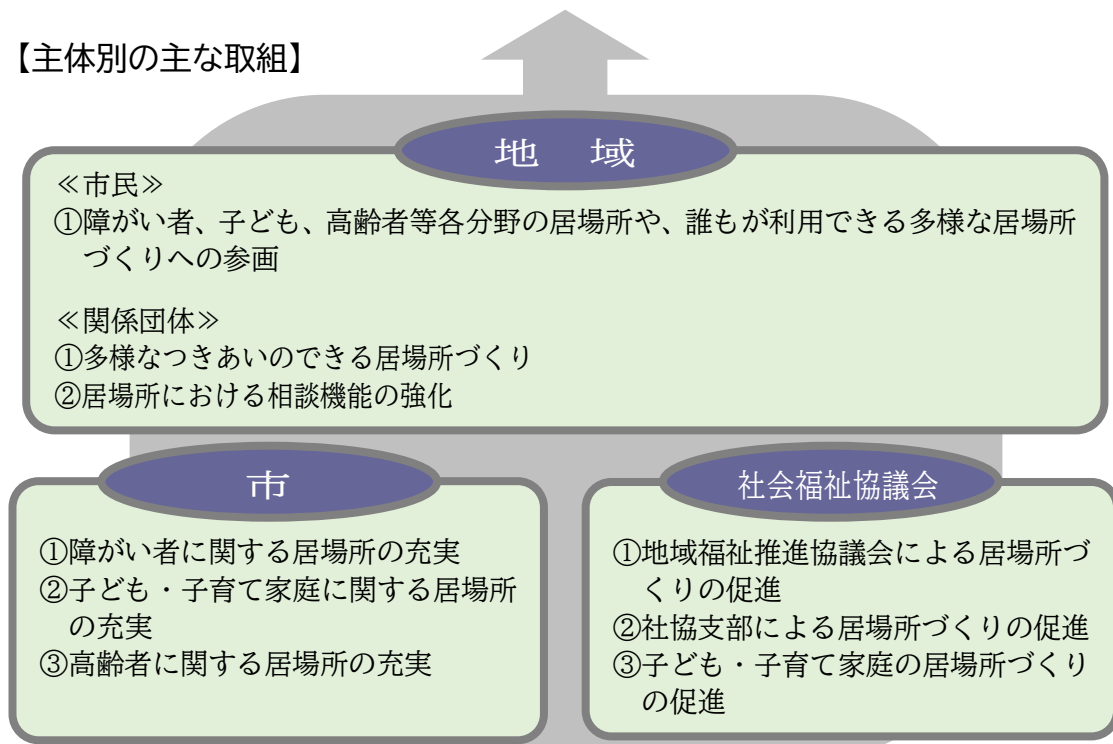 【主体別の主な取組】
地　域
≪市民≫
①障がい者、子ども、高齢者等各分野の居場所や、誰もが利用できる多様な居場所
づくりへの参画
≪関係団体≫
①多様なつきあいのできる居場所づくり
②居場所における相談機能の強化
市
①障がい者に関する居場所の充実
②子ども・子育て家庭に関する居場所
の充実
③高齢者に関する居場所の充実
社会福祉協議会
①地域福祉推進協議会による居場所づ
くりの促進
②社協支部による居場所づくりの促進
③子ども・子育て家庭の居場所づくり
の促進